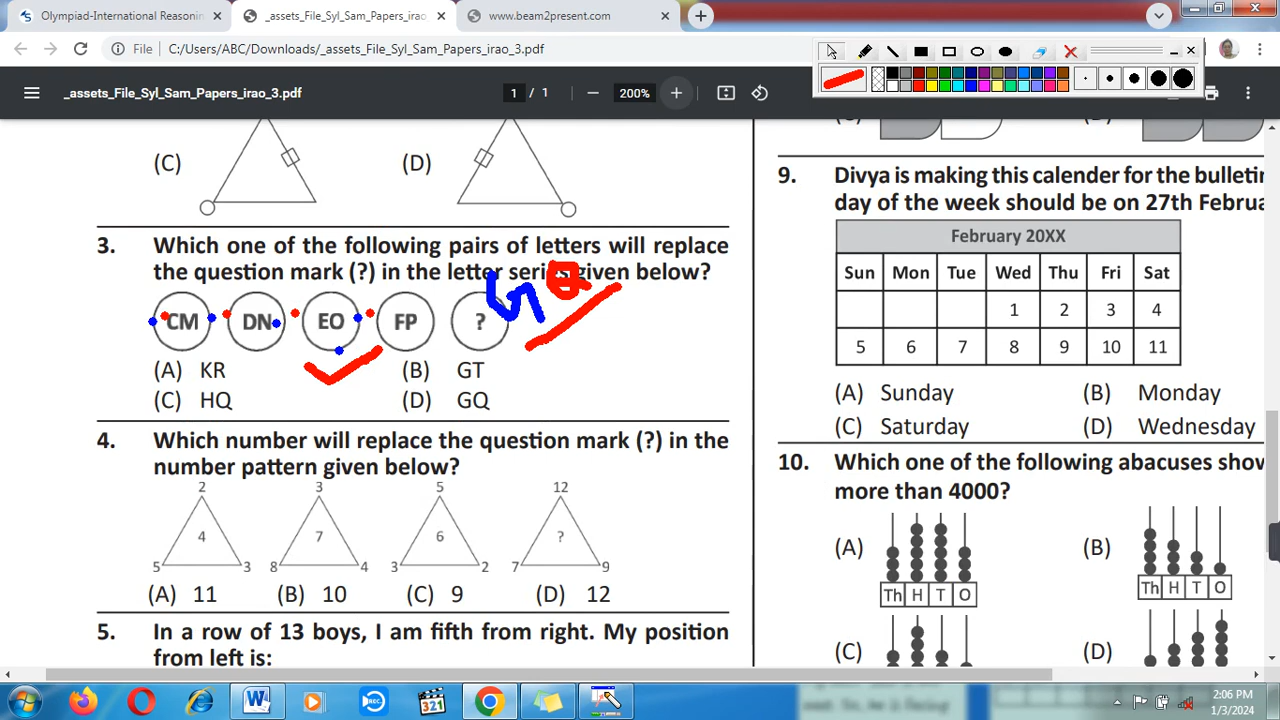 Olympiad-International Reasonin
_assets_File_Syl_Sam_Papers_irao
www.beam2present.com
File
C:/Users/ABC/Downloads/_assets_File_Syl_Sam_Papers_irao_3.pdf
_assets_File_Syl_Sam_Papers_irao_3.pdf
1 / 1
200%
(C)
(D)
3. Which one of the following pairs of letters will replace
the question mark (?) in the letter series given below?
CM DN EO FP ?
(A) KR (B) GT
(C) HQ (D) GQ
4. Which number will replace the question mark (?) in the
number pattern given below?
2 3 5 12
4 7 6 ?
5 3 8 4 3 2 7 9
(A) 11 (B) 10 (C) 9 (D) 12
5. In a row of 13 boys, I am fifth from right. My position
from left is:
9. Divya is making this calender for the bulletin
day of the week should be on 27th Februa
February 20XX
Sun Mon Tue Wed Thu Fri Sat
1 2 3 4
5 6 7 8 9 10 11
(A) Sunday (B) Monday
(C) Saturday (D) Wednesday
10. Which one of the following abacuses show
more than 4000?
(A) (B)
Th H T O Th H T O
(C) (D)
REC
321
2:06 PM
1/3/2024